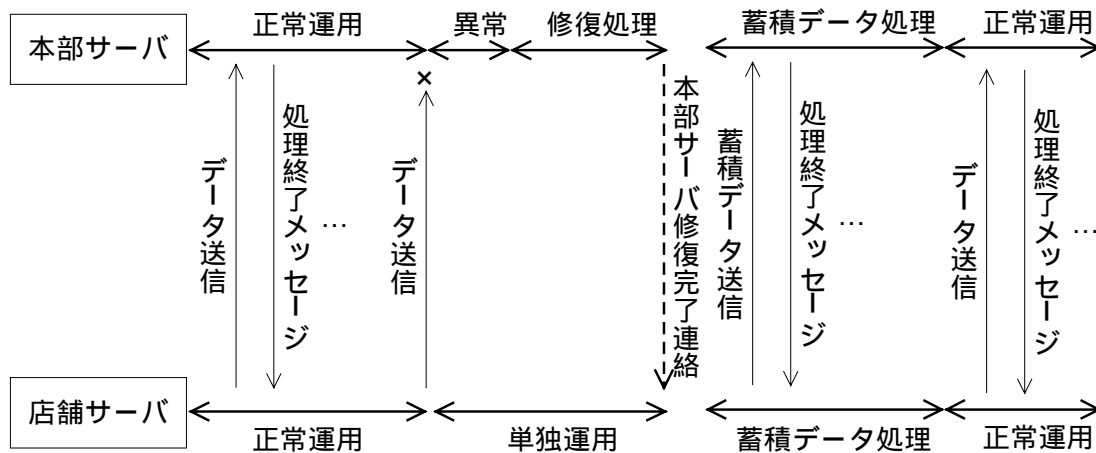 正常運用
異常
修復処理
蓄積データ処理
正常運用
本部サーバ
×
データ送信
処理終了メッセージ
…
データ送信
本部サーバ修復完了連絡
蓄積データ送信
処理終了メッセージ
…
データ送信
処理終了メッセージ
…
店舗サーバ
正常運用
単独運用
蓄積データ処理
正常運用